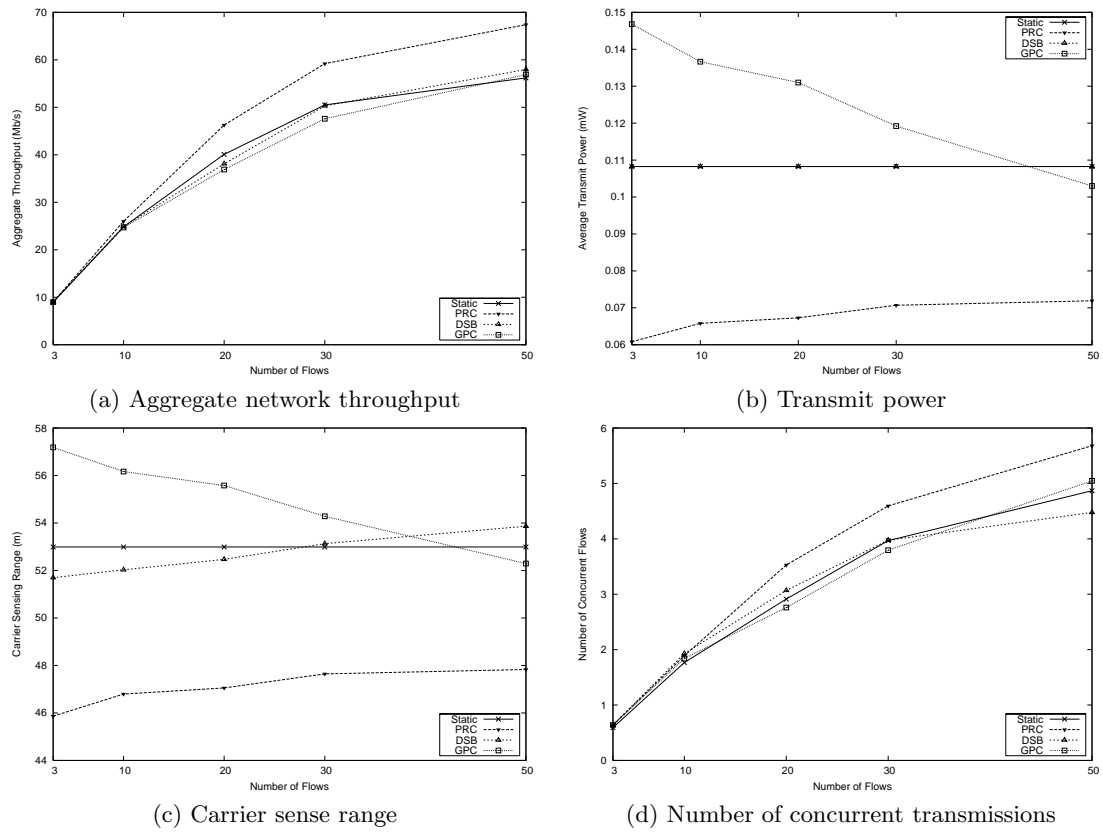 70
60
50
40
30
20
10
0
Aggregate Throughput (Mb/s)
Static
PRC
DSB
GPC
3 10 20 30 50
Number of Flows
(a) Aggregate network throughput
0.15
0.14
0.13
0.12
0.11
0.1
0.09
0.08
0.07
0.06
Average Transmit Power (mW)
Static
PRC
DSB
GPC
3 10 20 30 50
Number of Flows
(b) Transmit power
58
56
54
52
50
48
46
44
Carrier Sensing Range (m)
Static
PRC
DSB
GPC
3 10 20 30 50
Number of Flows
(c) Carrier sense range
6
5
4
3
2
1
0
Number of Concurrent Flows
Static
PRC
DSB
GPC
3 10 20 30 50
Number of Flows
(d) Number of concurrent transmissions